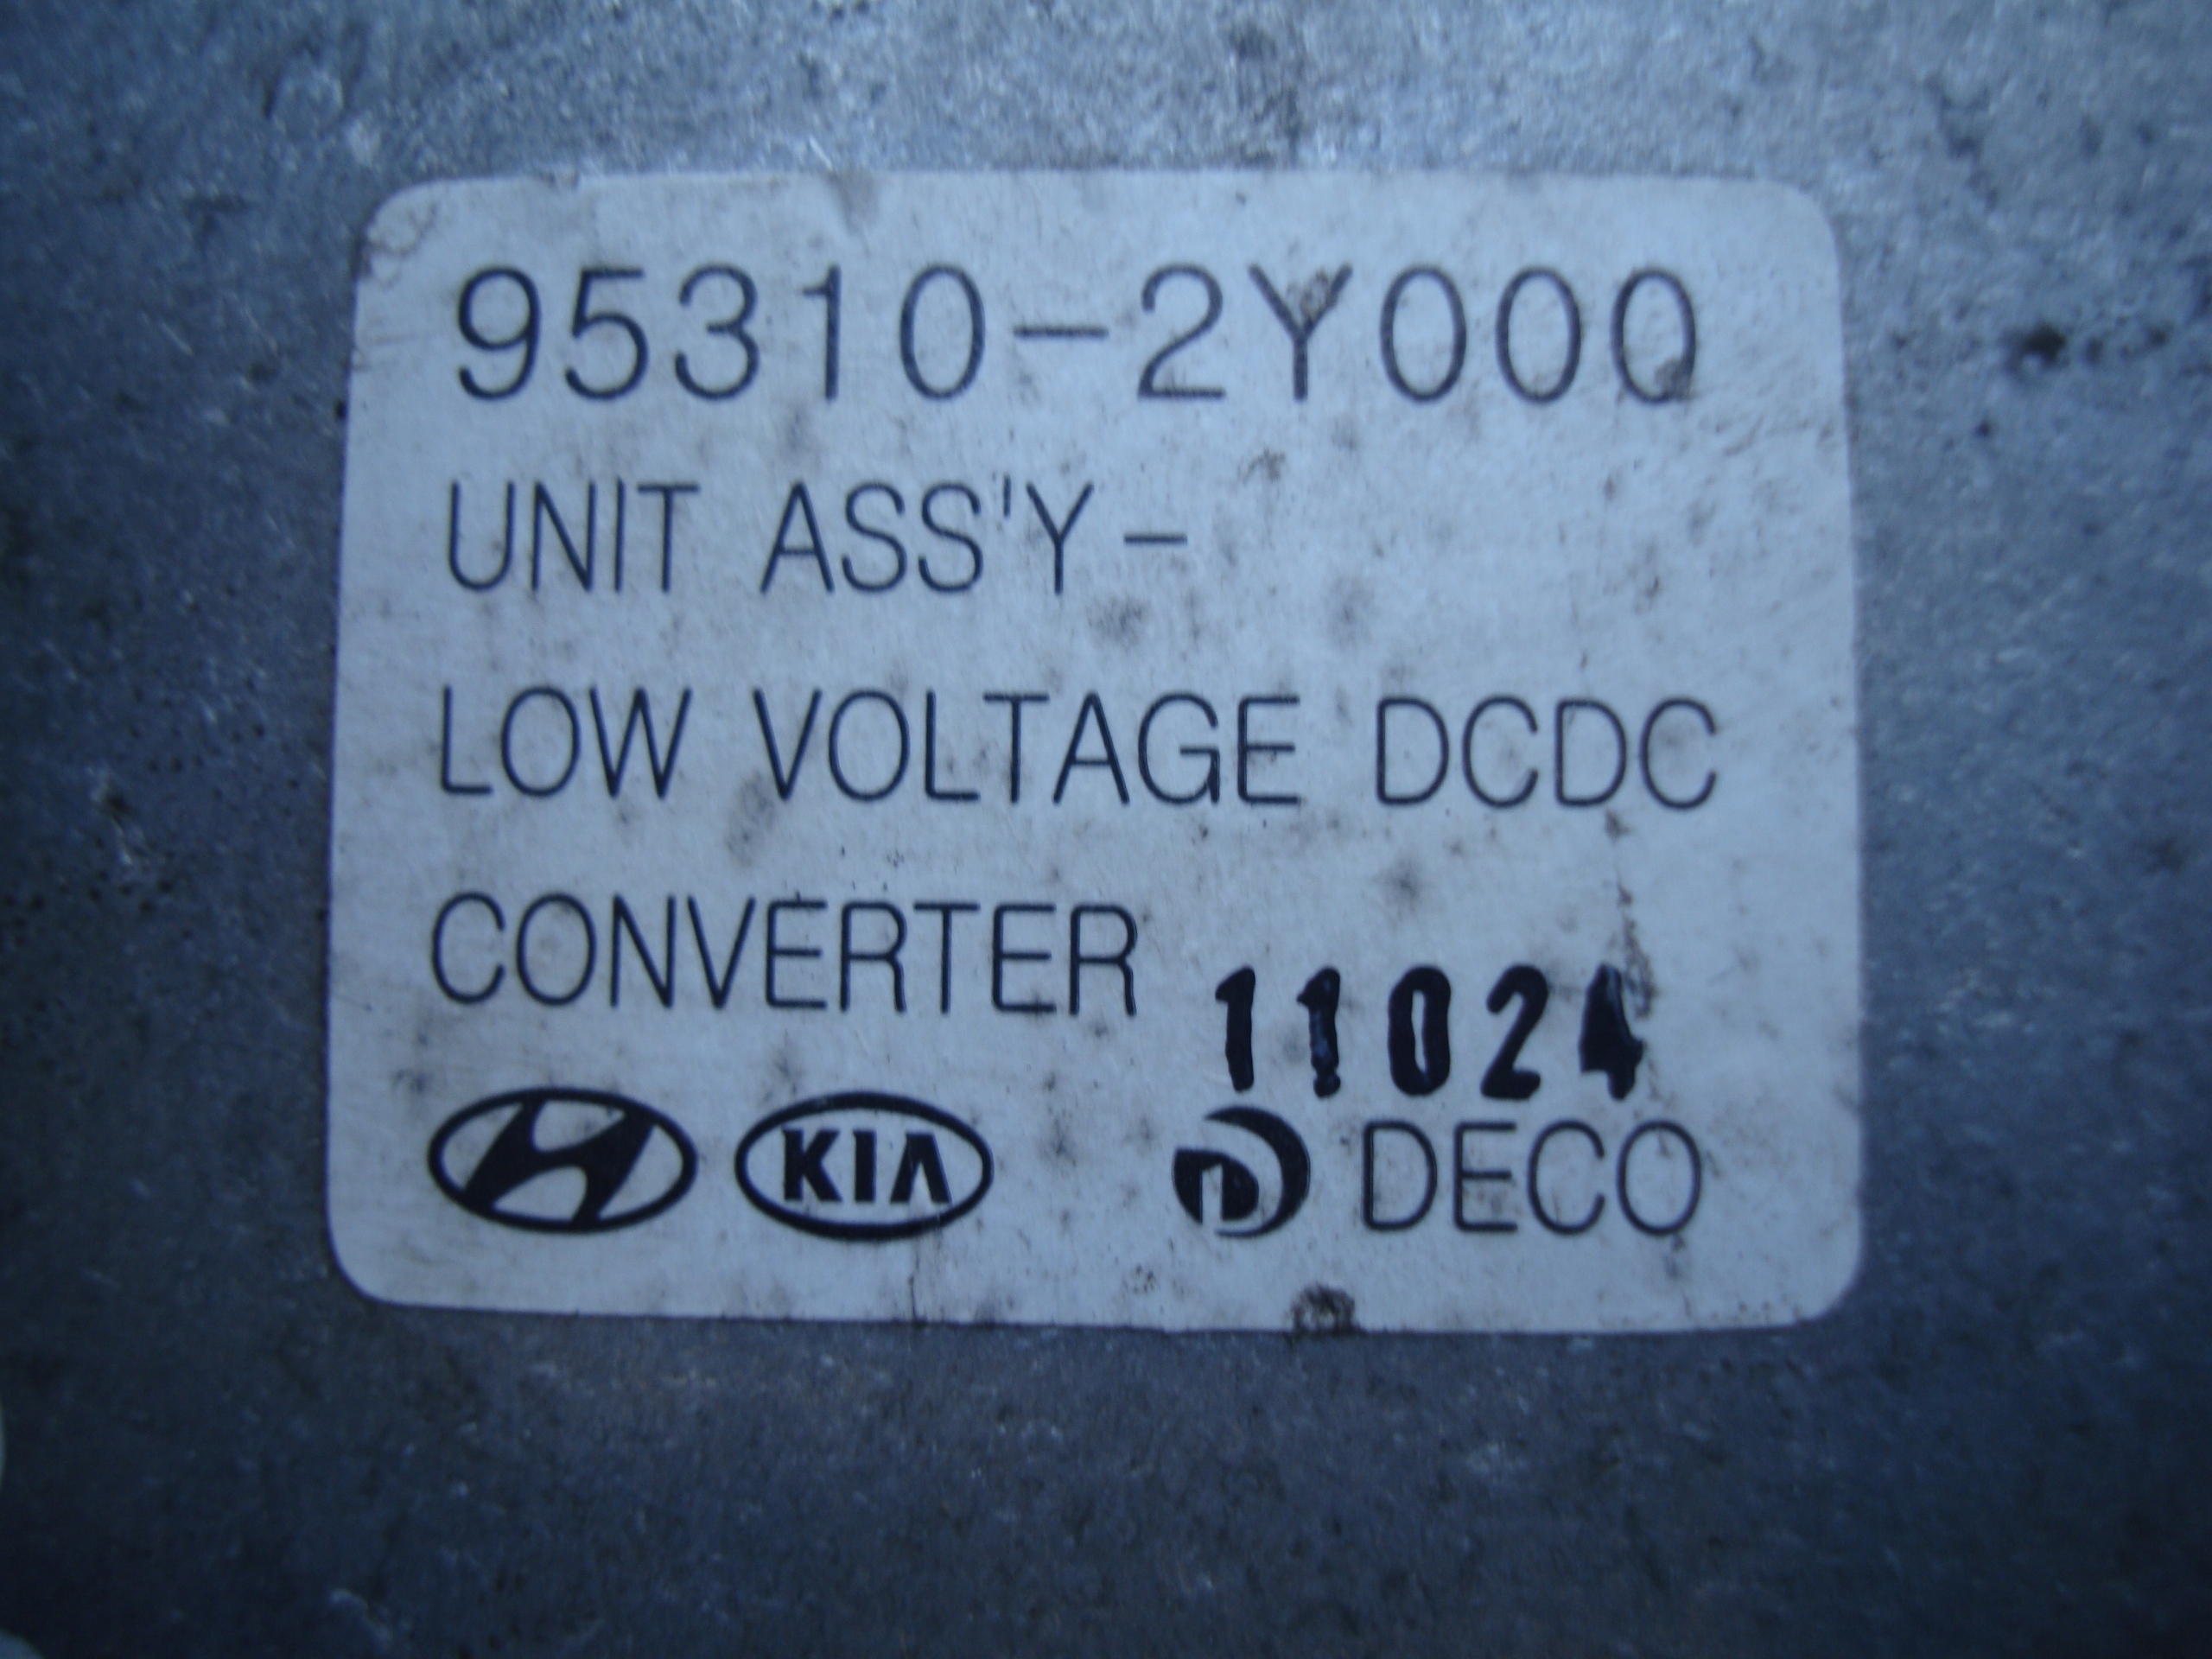 95310-2Y000
UNIT ASS'Y-
LOW VOLTAGE DCDC
CONVERTER
11024
KIA DECO